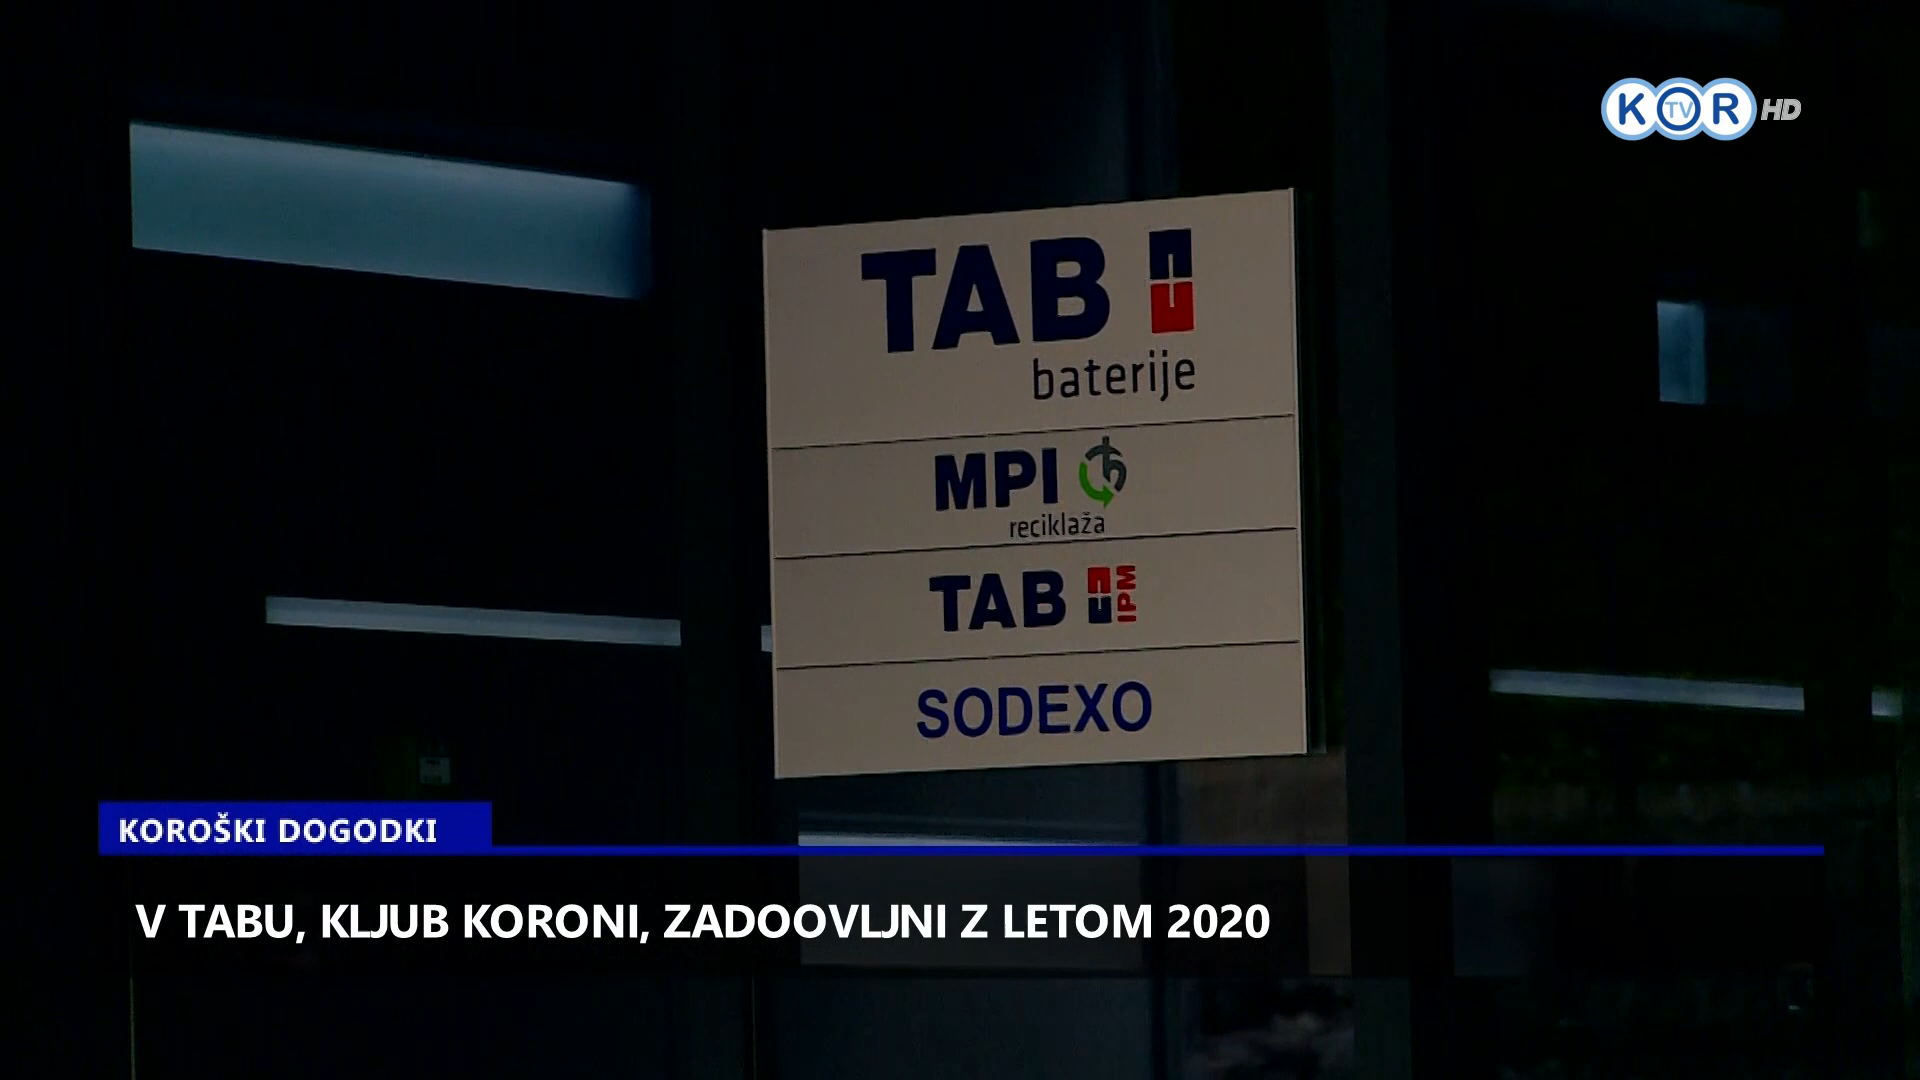 KOR TV HD
TAB
baterije
MPI
reciklaža
TAB IPM
SODEXO
KOROŠKI DOGODKI
V TABU, KLJUB KORONI, ZADOOVLJNI Z LETOM 2020